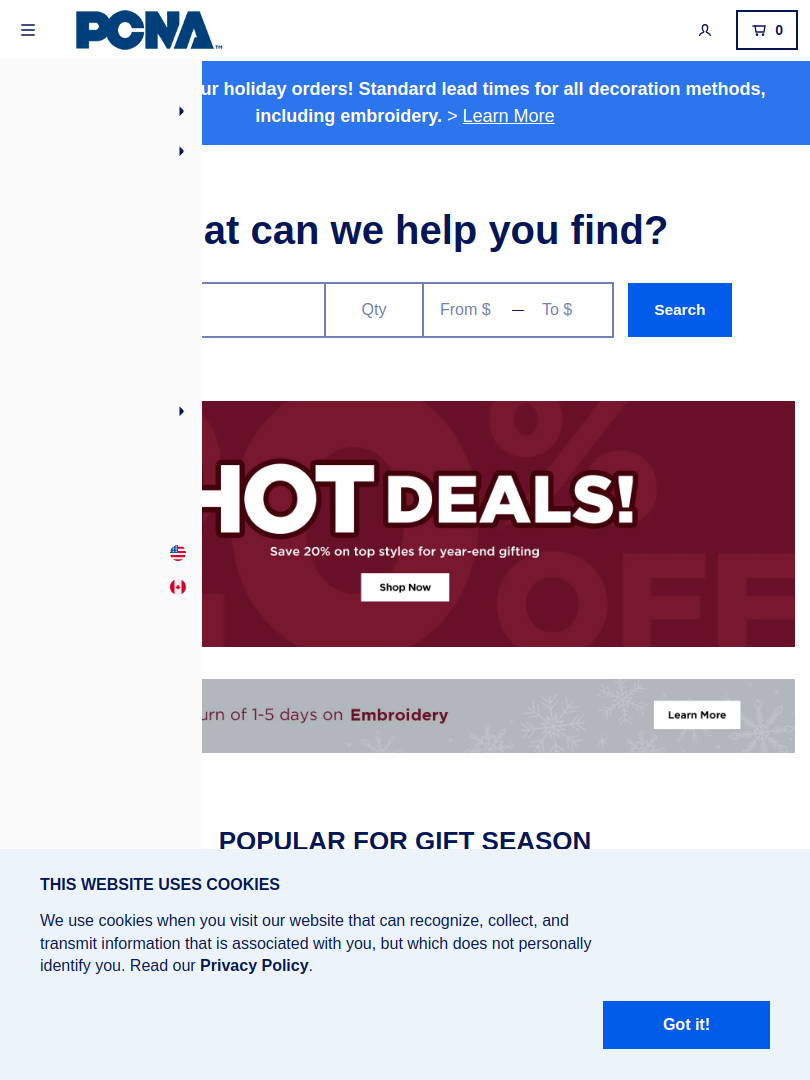 PCNA™
0
ur holiday orders! Standard lead times for all decoration methods,
including embroidery. > Learn More
at can we help you find?
Qty
From $ — To $
Search
HOT DEALS!
Save 20% on top styles for year-end gifting
Shop Now
% OFF
urn of 1-5 days on Embroidery
Learn More
POPULAR FOR GIFT SEASON
THIS WEBSITE USES COOKIES
We use cookies when you visit our website that can recognize, collect, and
transmit information that is associated with you, but which does not personally
identify you. Read our Privacy Policy.
Got it!